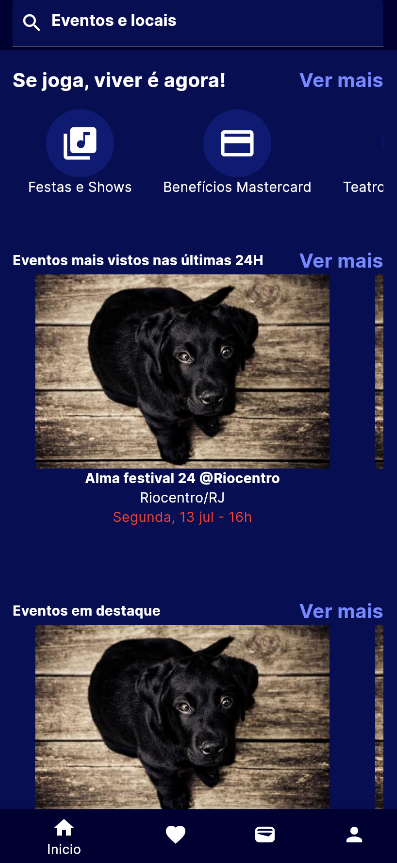 Eventos e locais
Se joga, viver é agora! Ver mais
Festas e Shows Benefícios Mastercard Teatro
Eventos mais vistos nas últimas 24H Ver mais
Alma festival 24 @Riocentro
Riocentro/RJ
Segunda, 13 jul - 16h
Eventos em destaque Ver mais
Inicio